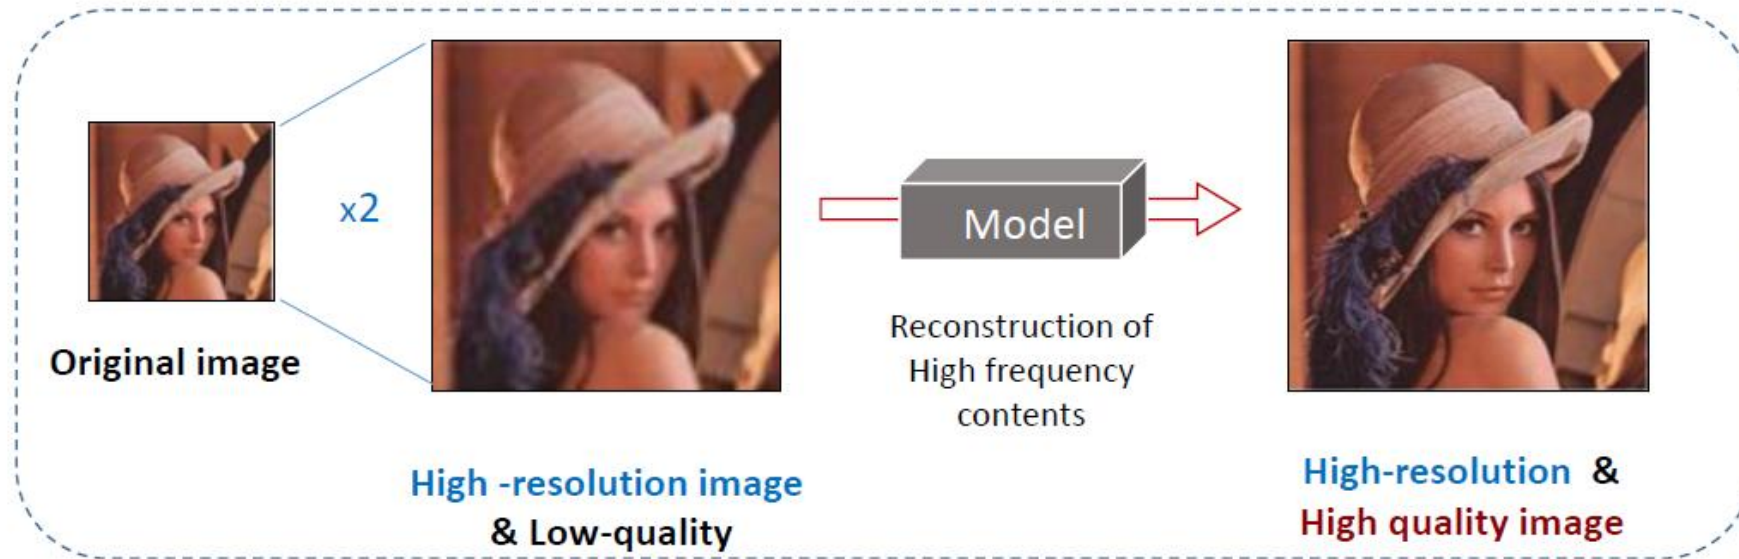 Original image
x2
High -resolution image
& Low-quality
Model
Reconstruction of
High frequency
contents
High-resolution  &
High quality image